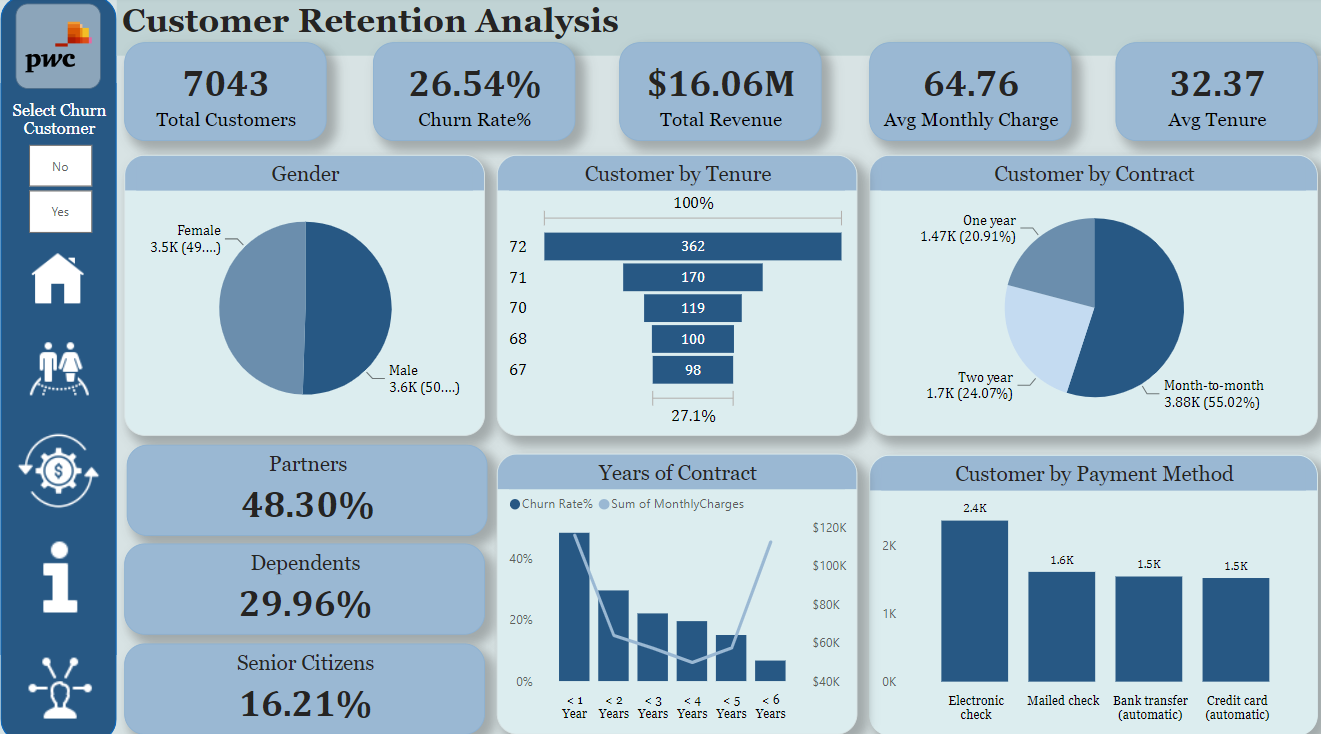 pwc
Select Churn
Customer
No
Yes
Customer Retention Analysis
7043
Total Customers
26.54%
Churn Rate%
$16.06M
Total Revenue
64.76
Avg Monthly Charge
32.37
Avg Tenure
Gender
Female
3.5K (49....)
Male
3.6K (50....)
Customer by Tenure
100%
72
362
71
170
70
119
68
100
67
98
27.1%
Customer by Contract
One year
1.47K (20.91%)
Two year
1.7K (24.07%)
Month-to-month
3.88K (55.02%)
Partners
48.30%
Dependents
29.96%
Senior Citizens
16.21%
Years of Contract
Churn Rate% Sum of MonthlyCharges
40%
20%
0%
$120K
$100K
$80K
$60K
$40K
< 1
Year
< 2
Years
< 3
Years
< 4
Years
< 5
Years
< 6
Years
Customer by Payment Method
2K
1K
0K
2.4K
1.6K
1.5K
1.5K
Electronic
check
Mailed check
Bank transfer
(automatic)
Credit card
(automatic)